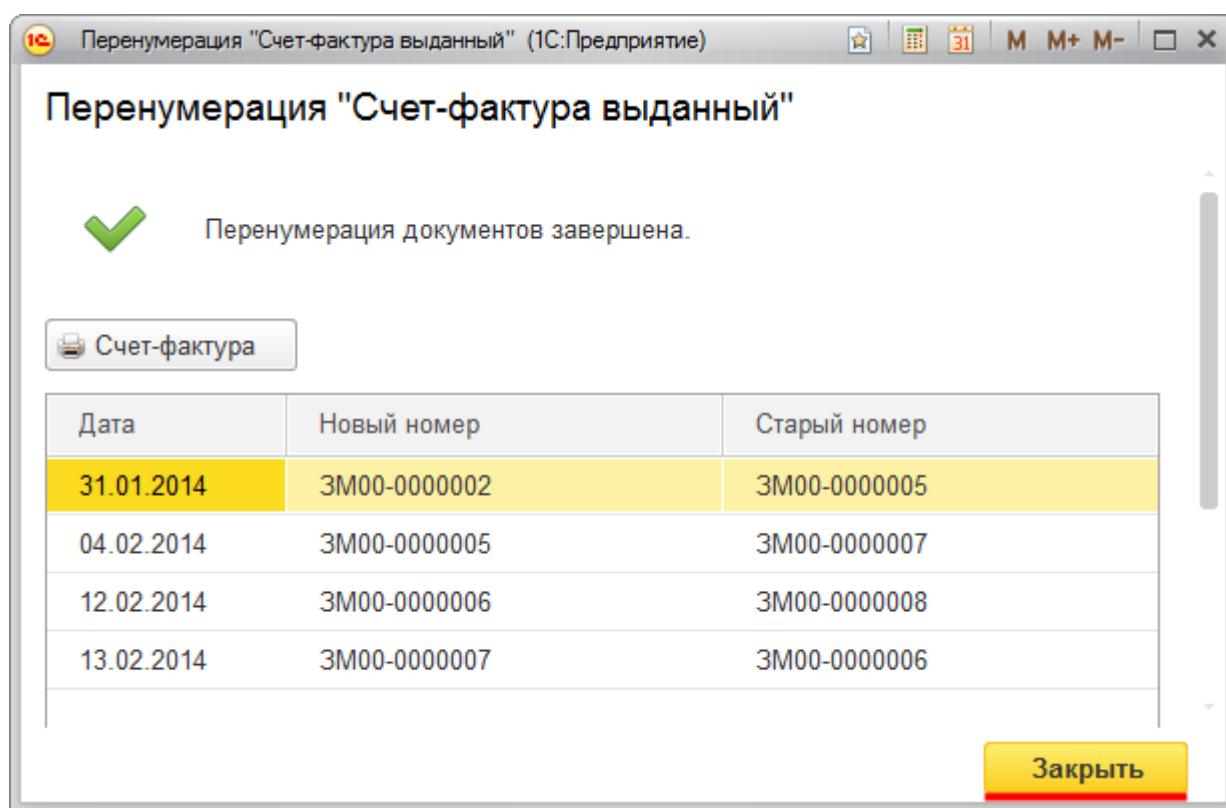 1С Перенумерация "Счет-фактура выданный" (1С:Предприятие) 31 M M+ M-
Перенумерация "Счет-фактура выданный"
Перенумерация документов завершена.
Счет-фактура
Дата Новый номер Старый номер
31.01.2014 ЗМ00-0000002 ЗМ00-0000005
04.02.2014 ЗМ00-0000005 ЗМ00-0000007
12.02.2014 ЗМ00-0000006 ЗМ00-0000008
13.02.2014 ЗМ00-0000007 ЗМ00-0000006
Закрыть